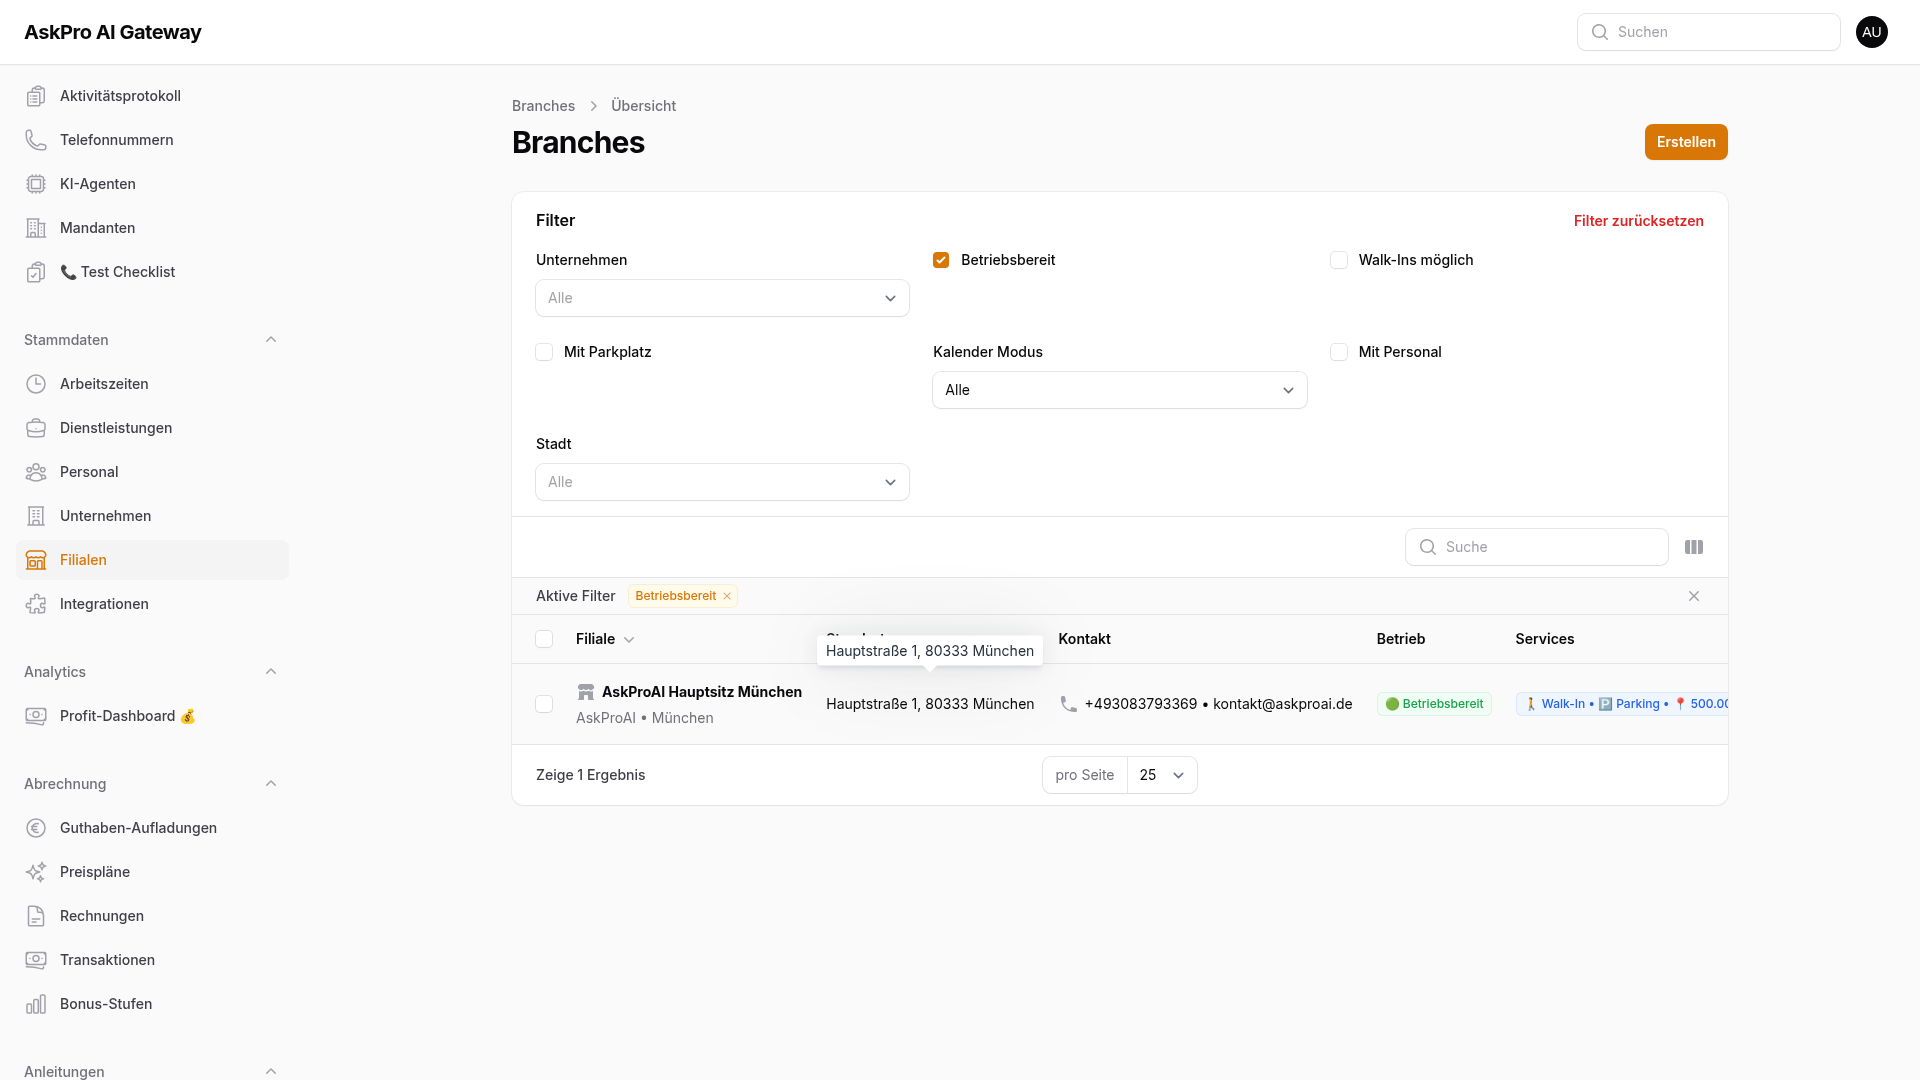 AskPro AI Gateway
Suchen
AU
Aktivitätsprotokoll
Telefonnummern
KI-Agenten
Mandanten
📞 Test Checklist
Stammdaten
Arbeitszeiten
Dienstleistungen
Personal
Unternehmen
Filialen
Integrationen
Analytics
Profit-Dashboard 💰
Abrechnung
Guthaben-Aufladungen
Preispläne
Rechnungen
Transaktionen
Bonus-Stufen
Anleitungen
Branches > Übersicht
Branches
Erstellen
Filter
Filter zurücksetzen
Unternehmen
Alle
Betriebsbereit
Walk-Ins möglich
Mit Parkplatz
Kalender Modus
Alle
Mit Personal
Stadt
Alle
Suche
Aktive Filter Betriebsbereit
Filiale Kontakt Betrieb Services
Hauptstraße 1, 80333 München
AskProAI Hauptsitz München
AskProAI • München
Hauptstraße 1, 80333 München
+493083793369 • kontakt@askproai.de
🟢 Betriebsbereit
🚶 Walk-In • 🅿️ Parking • 📍 500.00
Zeige 1 Ergebnis
pro Seite 25